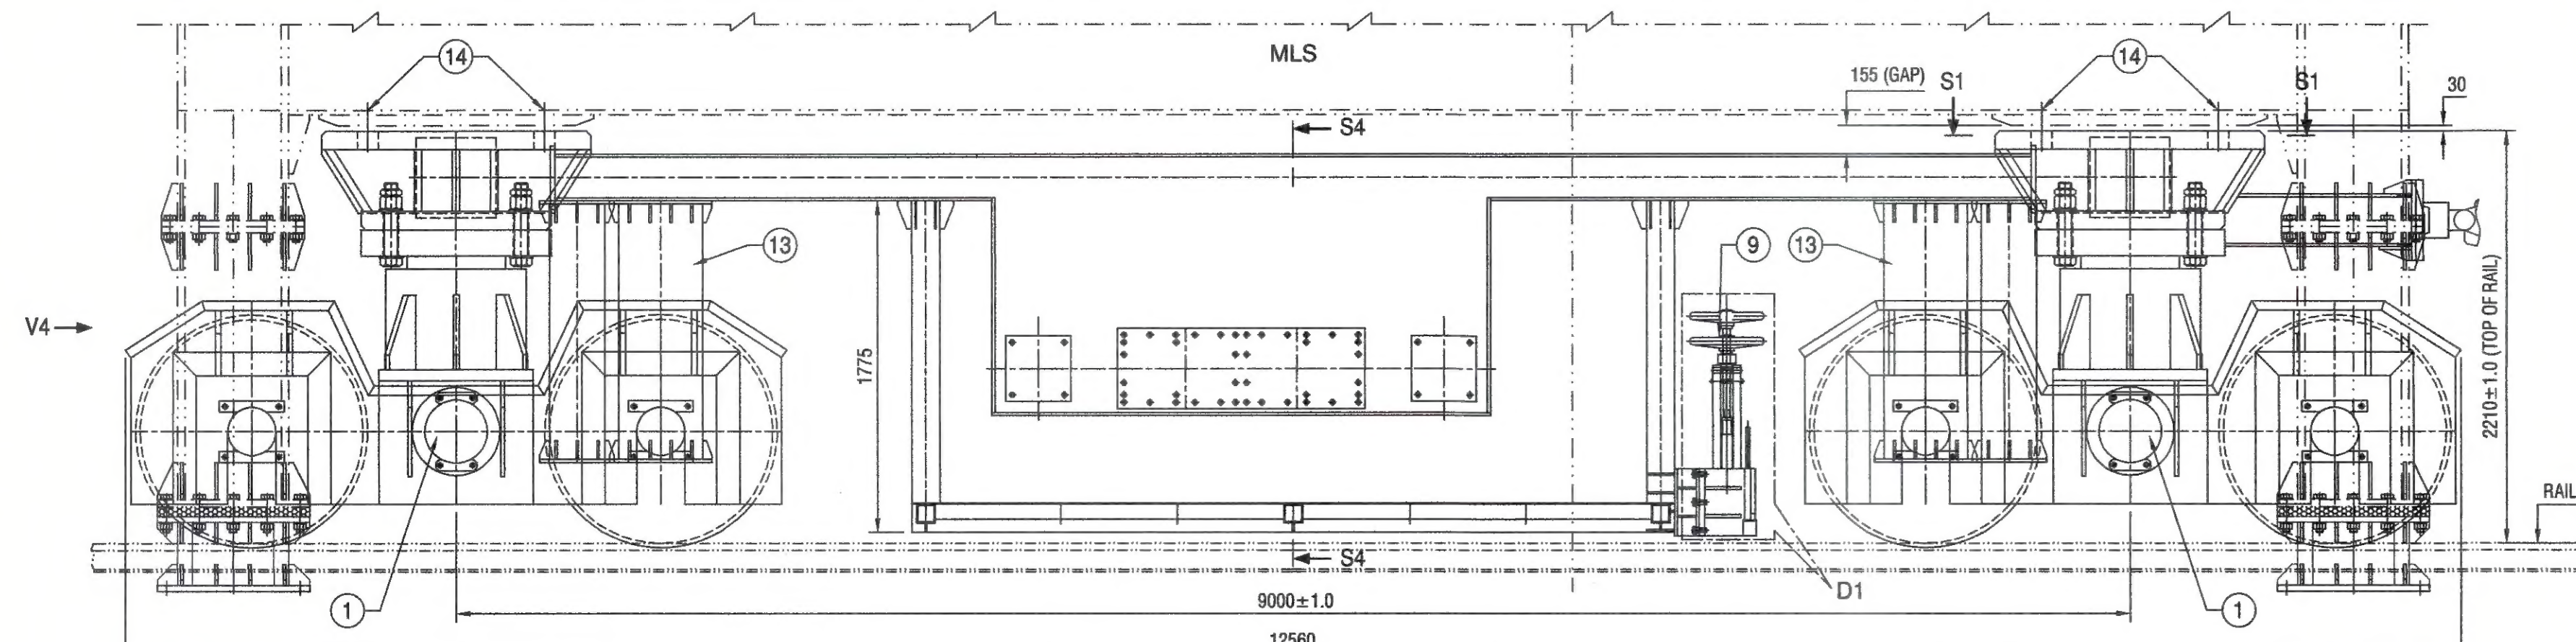 MLS
14
14
155 (GAP)
S1
S1
30
S4
13
9
13
V4
1775
2210±1.0 (TOP OF RAIL)
RAIL
S4
D1
1
9000±1.0
1
12560